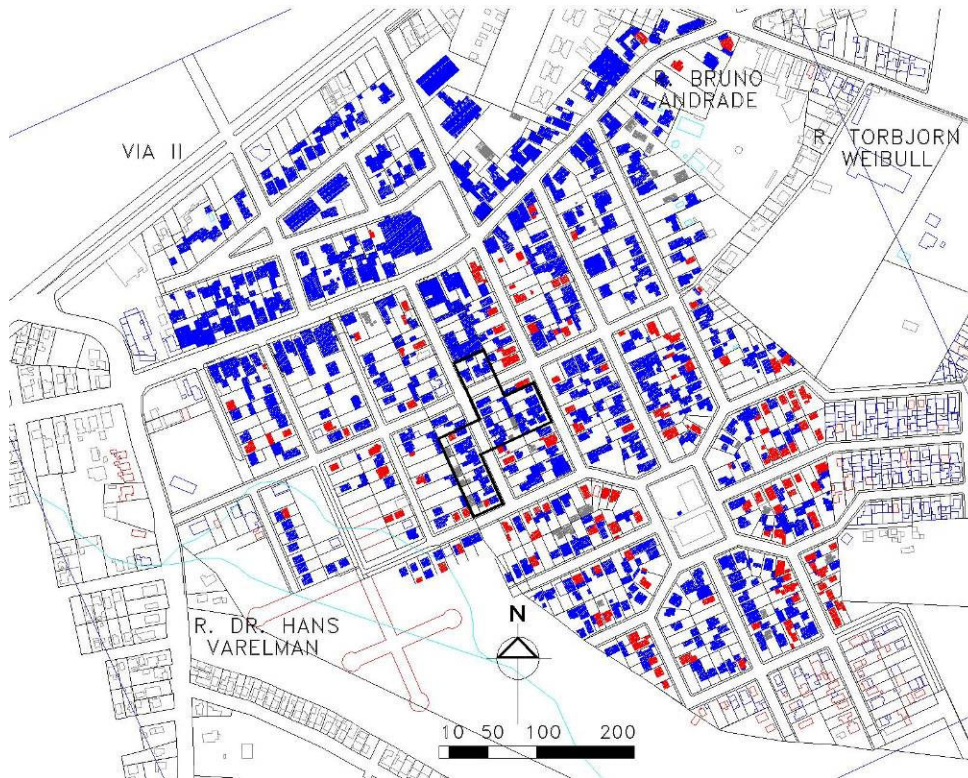 R. BRUNO
ANDRADE
R. TORBJORN
WEIBULL
VIA II
R. DR. HANS
VARELMAN
N
10 50 100 200